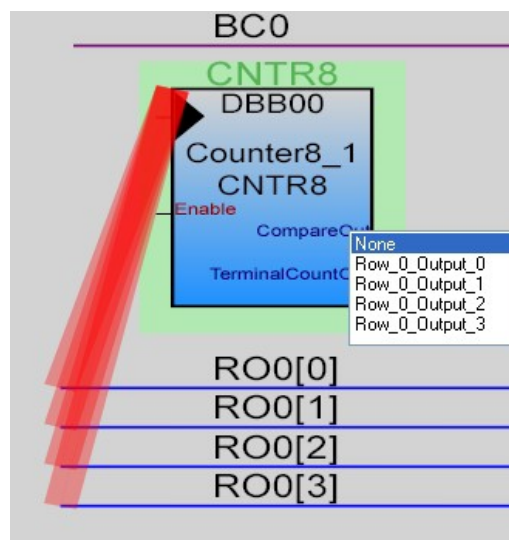 BC0
CNTR8
DBB00
Counter8_1
CNTR8
Enable
None
Row_0_Output_0
Row_0_Output_1
Row_0_Output_2
Row_0_Output_3
RO0[0]
RO0[1]
RO0[2]
RO0[3]